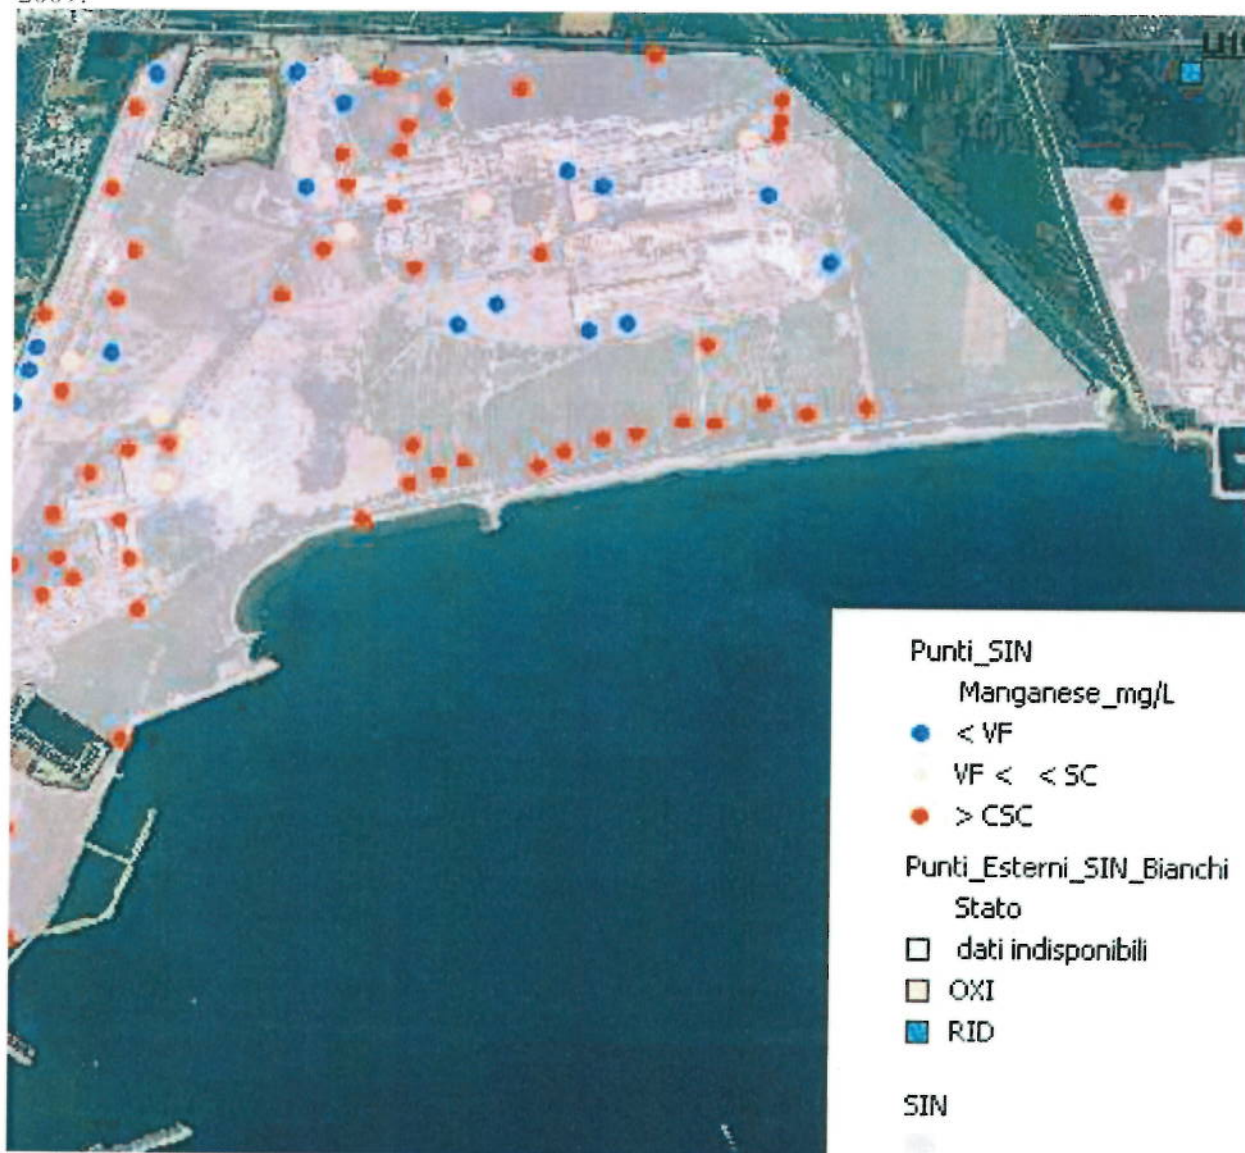 Punti_SIN
Manganese_mg/L
< VF
VF < < SC
> CSC
Punti_Esterni_SIN_Bianchi
Stato
dati indisponibili
OXI
RID
SIN